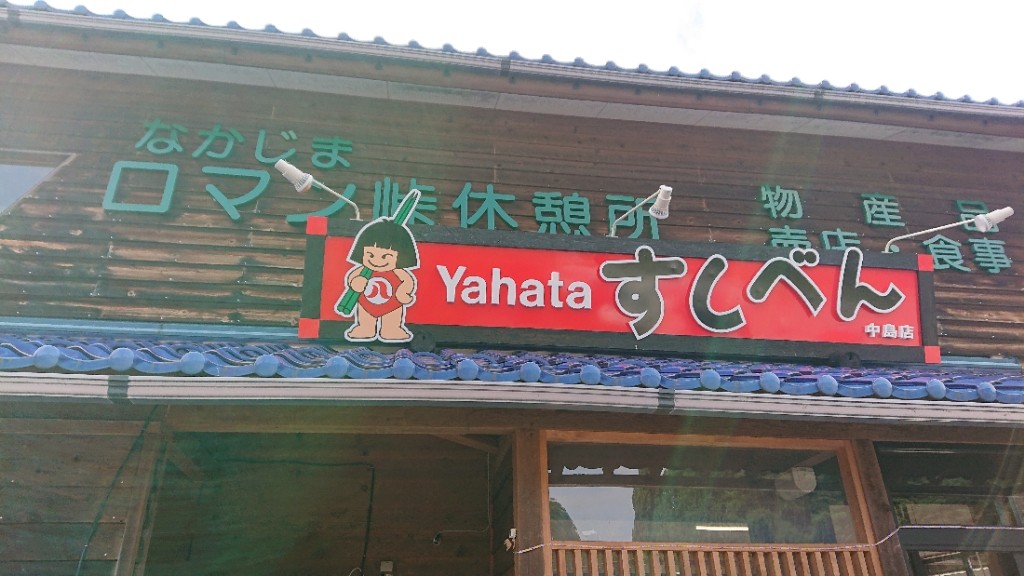 なかじま
ロマン峠休憩所
物産品
売店 食事
Yahata すしべん
中島店
八